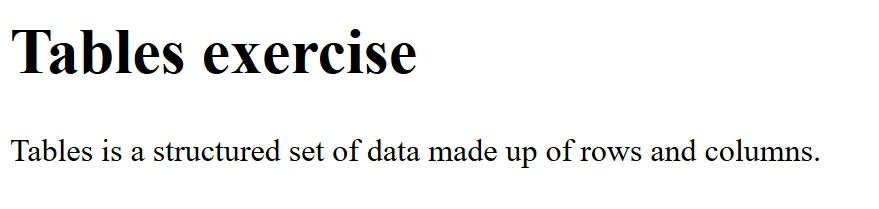 Tables exercise
Tables is a structured set of data made up of rows and columns.